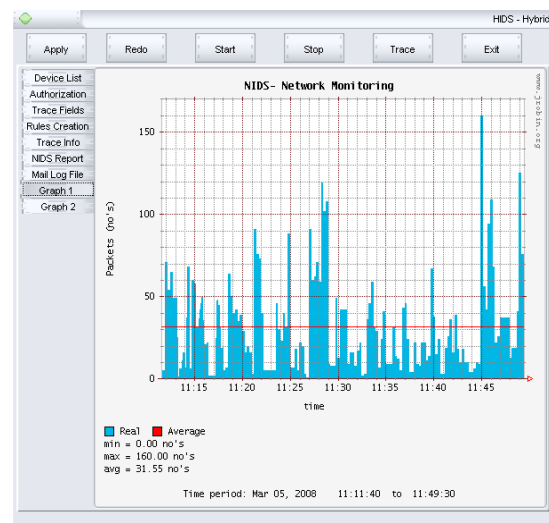 HIDS - Hybrid
Apply Redo Start Stop Trace Exit
Device List
Authorization
Trace Fields
Rules Creation
Trace Info
NIDS Report
Mail Log File
Graph 1
Graph 2
NIDS- Network Monitoring
www.jrobin.org
Packets (no's)
150
100
50
0
11:15 11:20 11:25 11:30 11:35 11:40 11:45
time
Real Average
min = 0.00 no's
max = 160.00 no's
avg = 31.55 no's
Time period: Mar 05, 2008 11:11:40 to 11:49:30